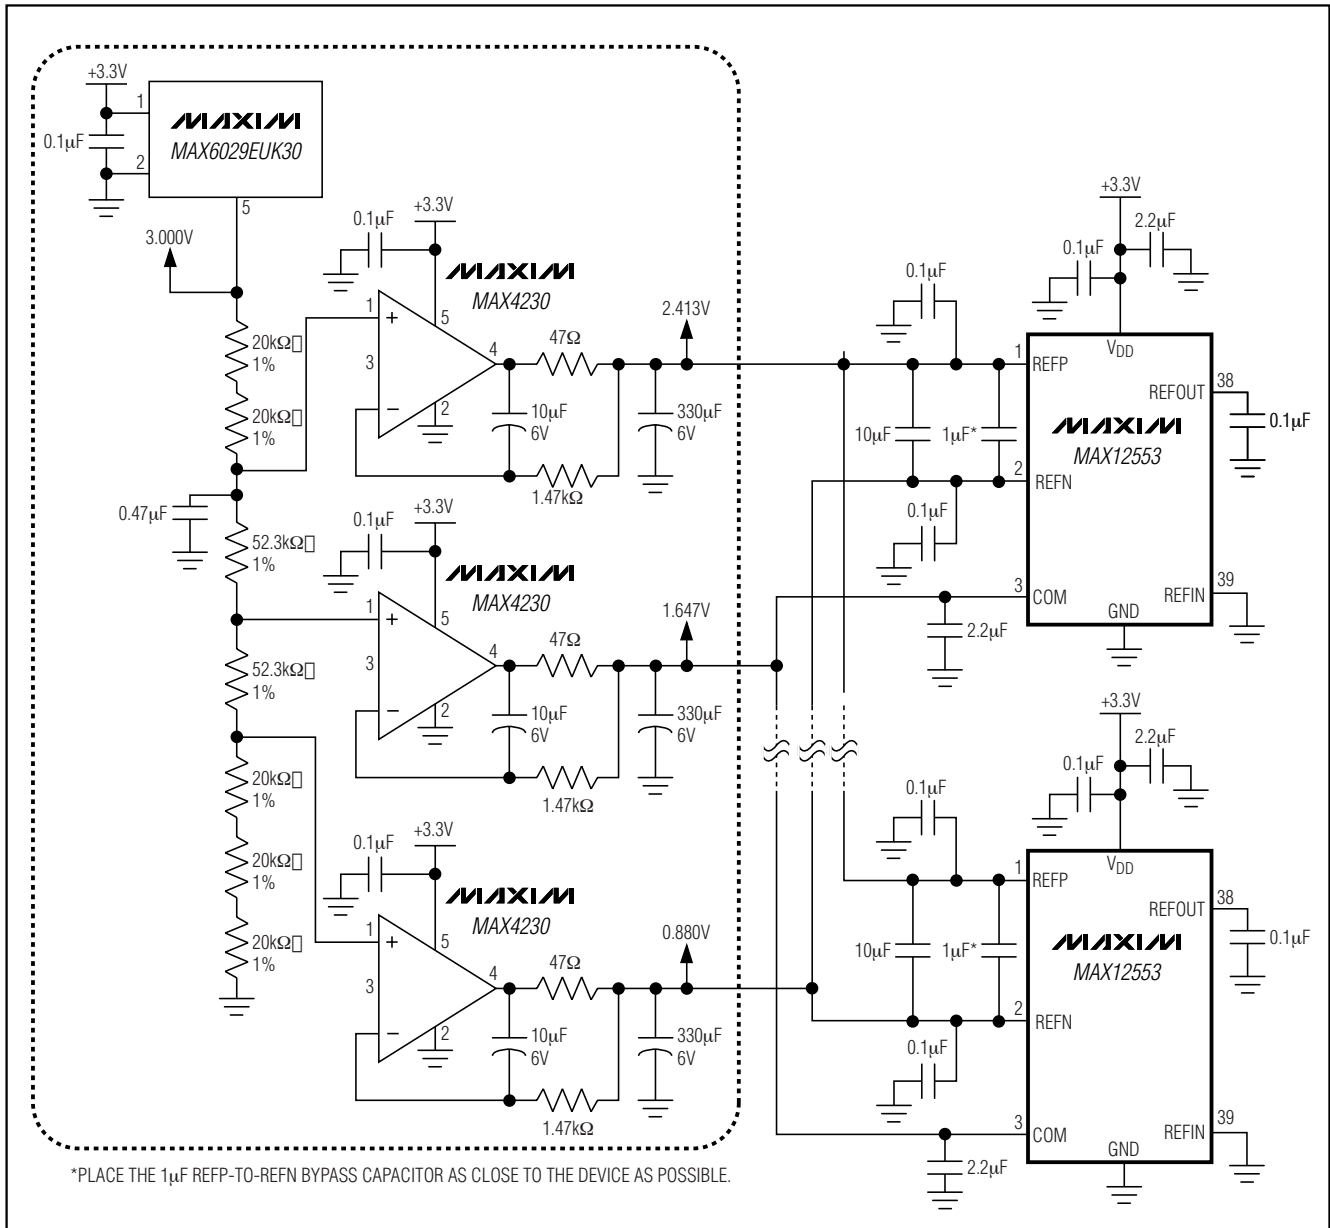 +3.3V
1
MAXIM
MAX6029EUK30
0.1µF
2
5
3.000V
20kΩ
1%
20kΩ
1%
0.47µF
52.3kΩ
1%
52.3kΩ
1%
20kΩ
1%
20kΩ
1%
20kΩ
1%
+3.3V
0.1µF
MAXIM
MAX4230
1
+
5
3
4
−
2
47Ω
10µF
6V
1.47kΩ
330µF
6V
2.413V
+3.3V
0.1µF
MAXIM
MAX4230
1
+
5
3
4
−
2
47Ω
10µF
6V
1.47kΩ
330µF
6V
1.647V
+3.3V
0.1µF
MAXIM
MAX4230
1
+
5
3
4
−
2
47Ω
10µF
6V
1.47kΩ
330µF
6V
0.880V
+3.3V
2.2µF
0.1µF
0.1µF
VDD
1
REFP
REFOUT
38
0.1µF
10µF
1µF*
MAXIM
MAX12553
2
REFN
0.1µF
3
COM
REFIN
39
GND
2.2µF
+3.3V
2.2µF
0.1µF
0.1µF
VDD
1
REFP
REFOUT
38
0.1µF
10µF
1µF*
MAXIM
MAX12553
2
REFN
0.1µF
3
COM
REFIN
39
GND
2.2µF
*PLACE THE 1µF REFP-TO-REFN BYPASS CAPACITOR AS CLOSE TO THE DEVICE AS POSSIBLE.